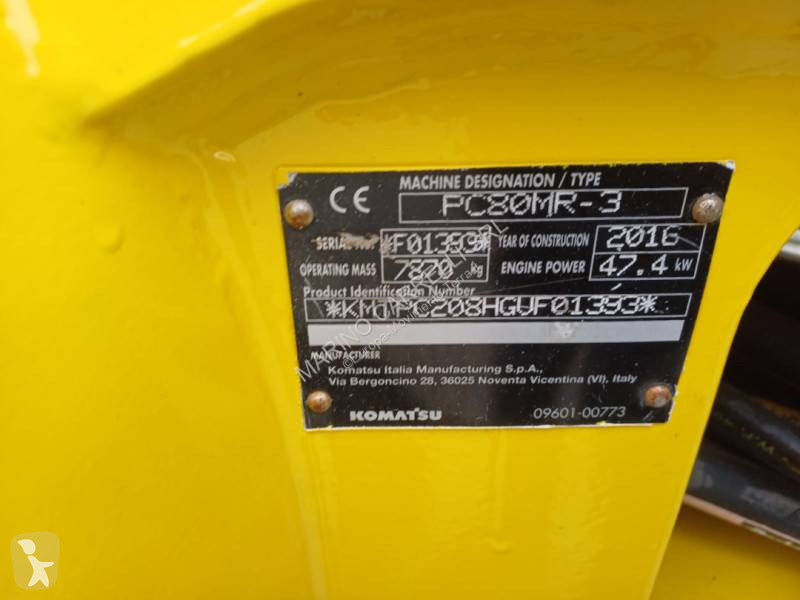 CE MACHINE DESIGNATION / TYPE
PC80MR-3
SERIAL *F01393* YEAR OF CONSTRUCTION 2016
OPERATING MASS 7820 kg ENGINE POWER 47.4 kW
Product Identification Number
MANUFACTURER
Komatsu Italia Manufacturing S.p.A.,
Via Bergoncino 28, 36025 Noventa Vicentina (VI), Italy
KOMATSU 09601-00773